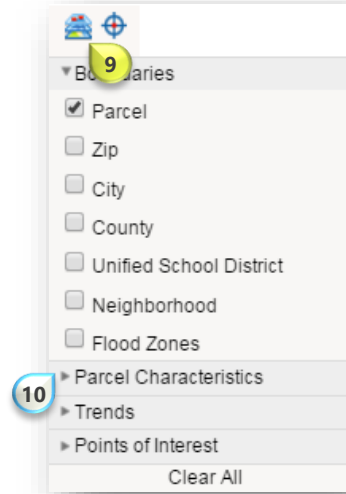 9
Boundaries
Parcel
Zip
City
County
Unified School District
Neighborhood
Flood Zones
10
Parcel Characteristics
Trends
Points of Interest
Clear All